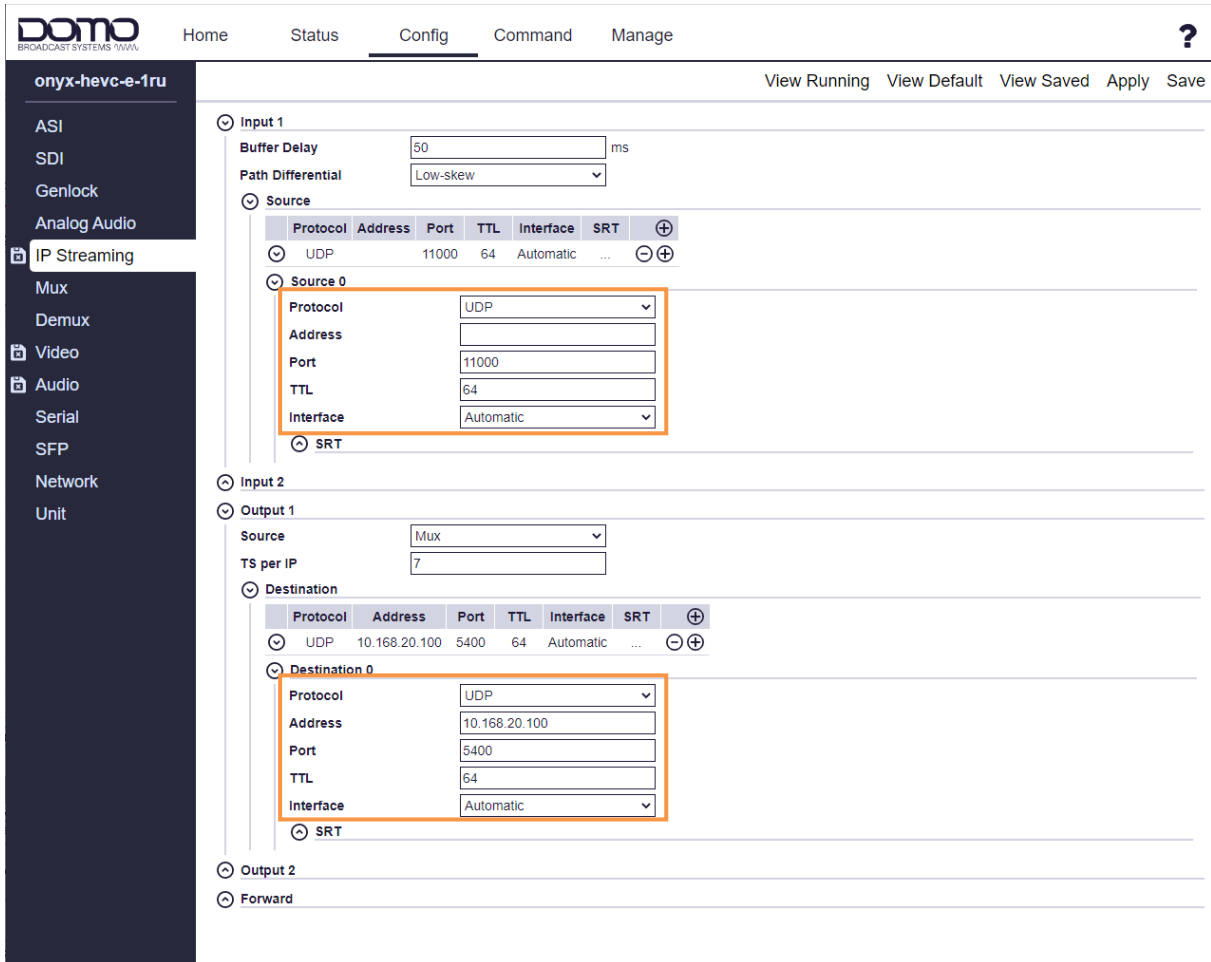 DOMO
BROADCAST SYSTEMS
Home Status Config Command Manage ?
onyx-hevc-e-1ru
View Running View Default View Saved Apply Save
ASI
SDI
Genlock
Analog Audio
IP Streaming
Mux
Demux
Video
Audio
Serial
SFP
Network
Unit
Input 1
Buffer Delay 50 ms
Path Differential Low-skew
Source
Protocol Address Port TTL Interface SRT
UDP 11000 64 Automatic ...
Source 0
Protocol UDP
Address
Port 11000
TTL 64
Interface Automatic
SRT
Input 2
Output 1
Source Mux
TS per IP 7
Destination
Protocol Address Port TTL Interface SRT
UDP 10.168.20.100 5400 64 Automatic ...
Destination 0
Protocol UDP
Address 10.168.20.100
Port 5400
TTL 64
Interface Automatic
SRT
Output 2
Forward